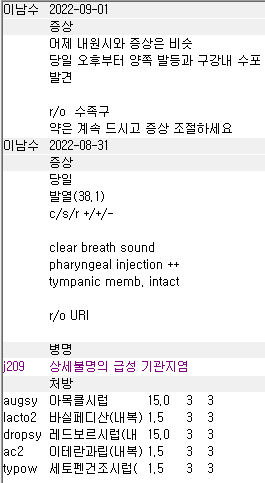 이남수 2022-09-01
증상
어제 내원시와 증상은 비슷
당일 오후부터 양쪽 발등과 구강내 수포
발견
r/o 수족구
약은 계속 드시고 증상 조절하세요
이남수 2022-08-31
증상
당일
발열(38.1)
c/s/r +/+/-
clear breath sound
pharyngeal injection ++
tympanic memb. intact
r/o URI
병명
j209 상세불명의 급성 기관지염
처방
augsy 아목클시럽 15.0 3 3
lacto2 바실페디산(내복) 1.5 3 3
dropsy 레드보르시럽(내 15.0 3 3
ac2 이테란과립(내복) 1.5 3 3
typow 세토펜건조시럽( 1.5 3 3